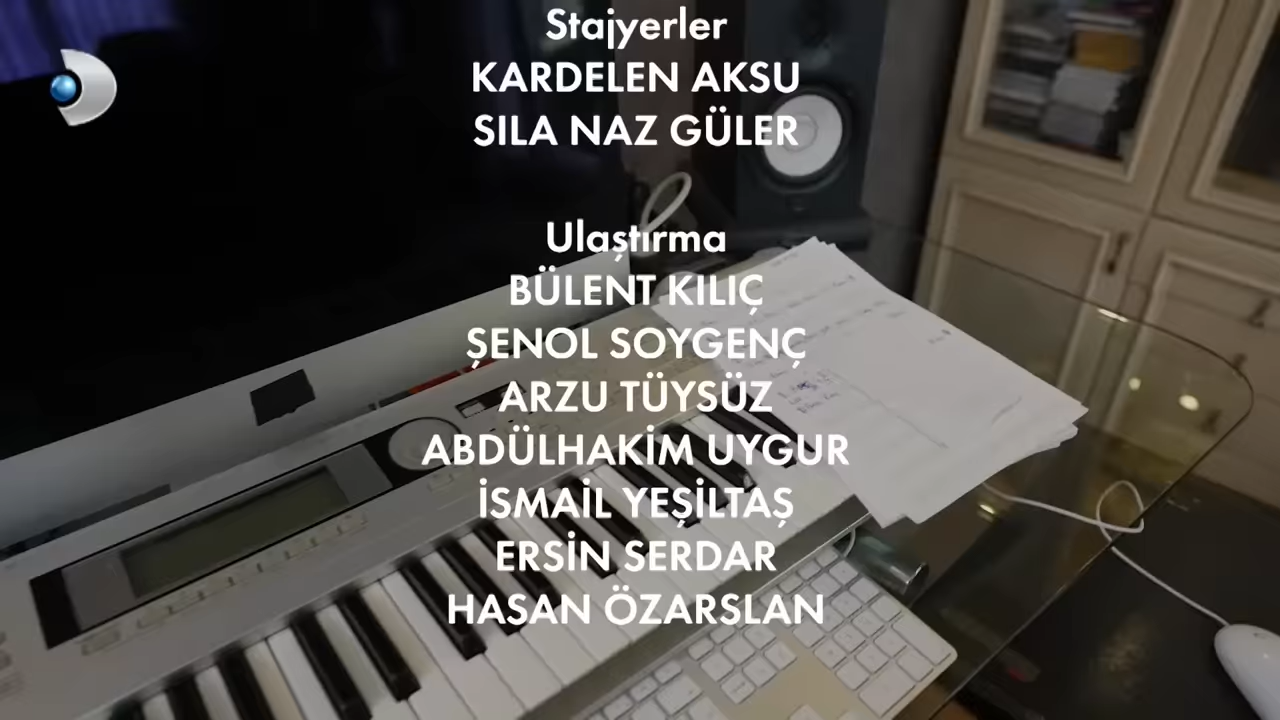 Stajyerler
KARDELEN AKSU
SILA NAZ GÜLER
Ulaştırma
BÜLENT KILIÇ
ŞENOL SOYGENÇ
ARZU TÜYSÜZ
ABDÜLHAKİM UYGUR
İSMAİL YEŞİLTAŞ
ERSİN SERDAR
HASAN ÖZARSLAN